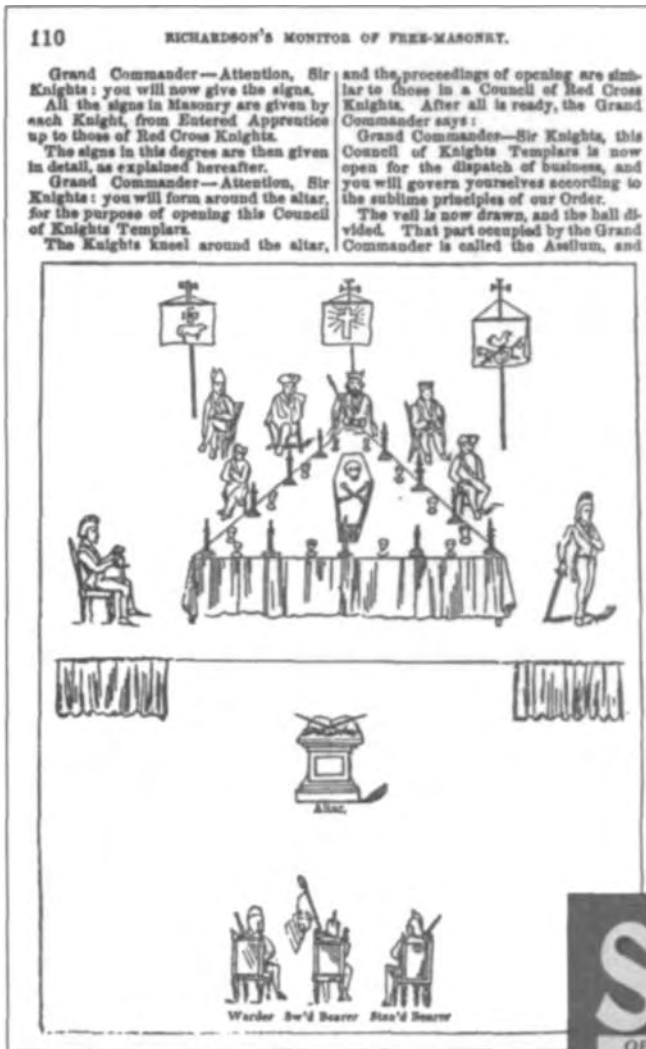 110
RICHARDSON'S MONITOR OF FREE-MASONRY.
Grand Commander—Attention, Sir
Knights: you will now give the signs.
All the signs in Masonry are given by
each Knight, from Entered Apprentice
up to those of Red Cross Knights.
The signs in this degree are then given
in detail, as explained hereafter.
Grand Commander—Attention, Sir
Knights: you will form around the altar,
for the purpose of opening this Council
of Knights Templars.
The Knights kneel around the altar,
and the proceedings of opening are simi-
lar to those in a Council of Red Cross
Knights. After all is ready, the Grand
Commander says:
Grand Commander—Sir Knights, this
Council of Knights Templars is now
open for the dispatch of business, and
you will govern yourselves according to
the sublime principles of our Order.
The veil is now drawn, and the hall di-
vided. That part occupied by the Grand
Commander is called the Assilum, and
Altar.
Warder Sw'd Bearer Stan'd Bearer
S
OF